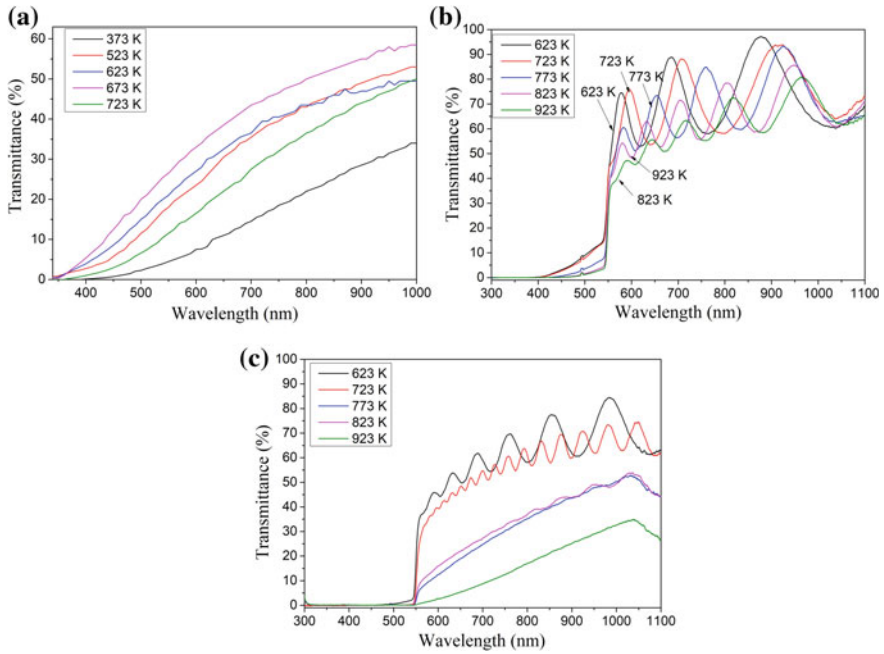 (a)
60
50
40
30
20
10
0
Transmittance (%)
373 K
523 K
623 K
673 K
723 K
400 500 600 700 800 900 1000
Wavelength (nm)
(b)
100
90
80
70
60
50
40
30
20
10
0
Transmittance (%)
623 K
723 K
773 K
823 K
923 K
723 K
773 K
623 K
923 K
823 K
300 400 500 600 700 800 900 1000 1100
Wavelength (nm)
(c)
100
90
80
70
60
50
40
30
20
10
0
Transmittance (%)
623 K
723 K
773 K
823 K
923 K
300 400 500 600 700 800 900 1000 1100
Wavelength (nm)